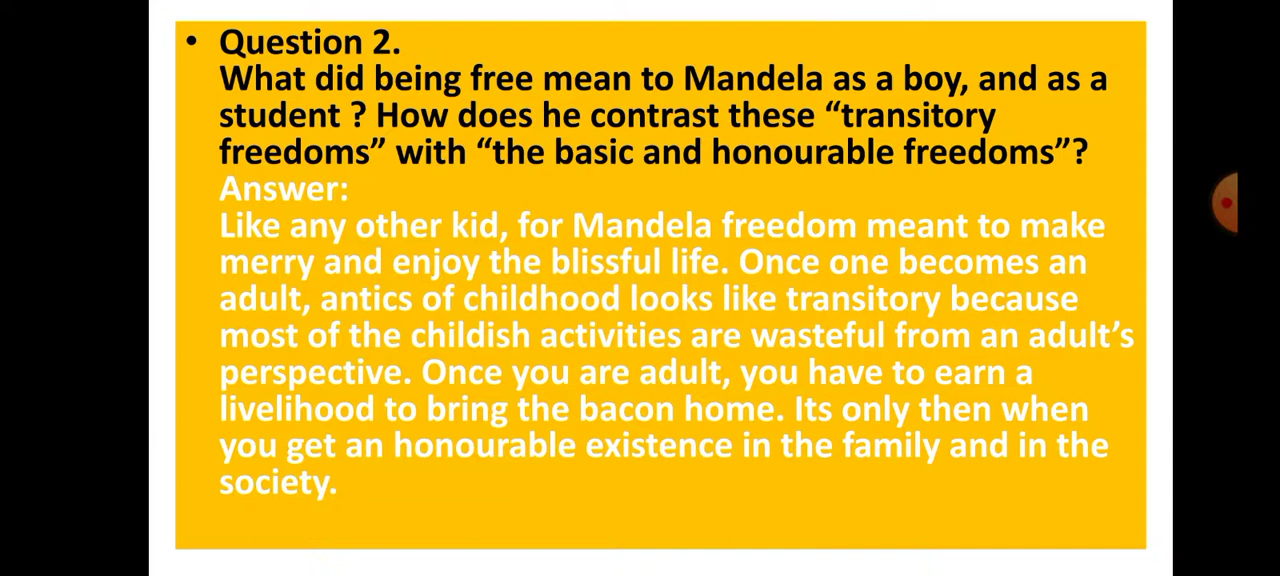 • Question 2.
What did being free mean to Mandela as a boy, and as a
student ? How does he contrast these “transitory
freedoms” with “the basic and honourable freedoms”?
Answer:
Like any other kid, for Mandela freedom meant to make
merry and enjoy the blissful life. Once one becomes an
adult, antics of childhood looks like transitory because
most of the childish activities are wasteful from an adult’s
perspective. Once you are adult, you have to earn a
livelihood to bring the bacon home. Its only then when
you get an honourable existence in the family and in the
society.